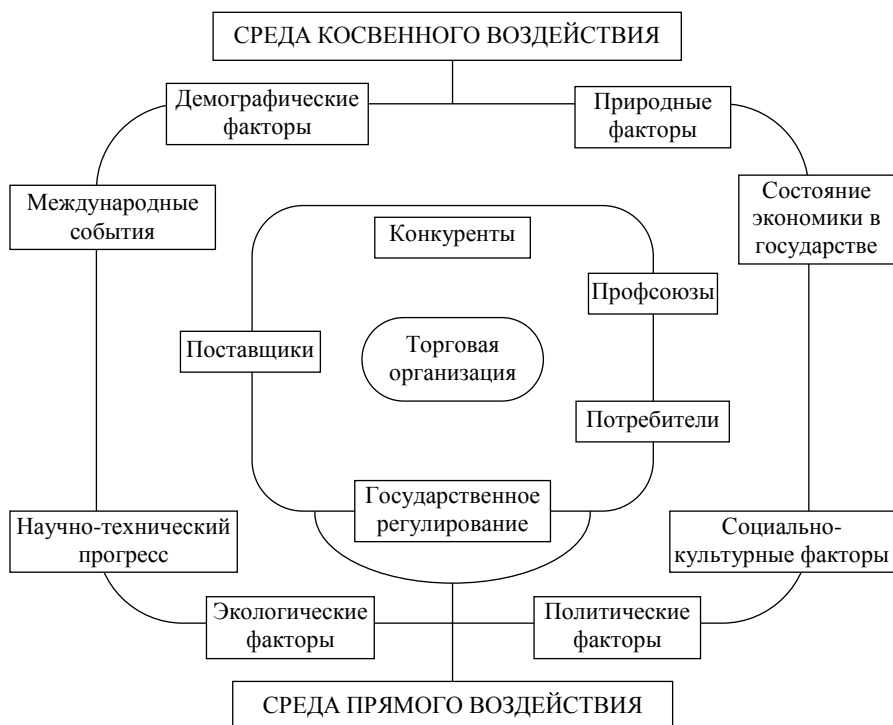 СРЕДА КОСВЕННОГО ВОЗДЕЙСТВИЯ
Демографические
факторы
Природные
факторы
Международные
события
Состояние
экономики в
государстве
Конкуренты
Профсоюзы
Поставщики
Торговая
организация
Потребители
Государственное
регулирование
Научно-технический
прогресс
Социально-
культурные факторы
Экологические
факторы
Политические
факторы
СРЕДА ПРЯМОГО ВОЗДЕЙСТВИЯ